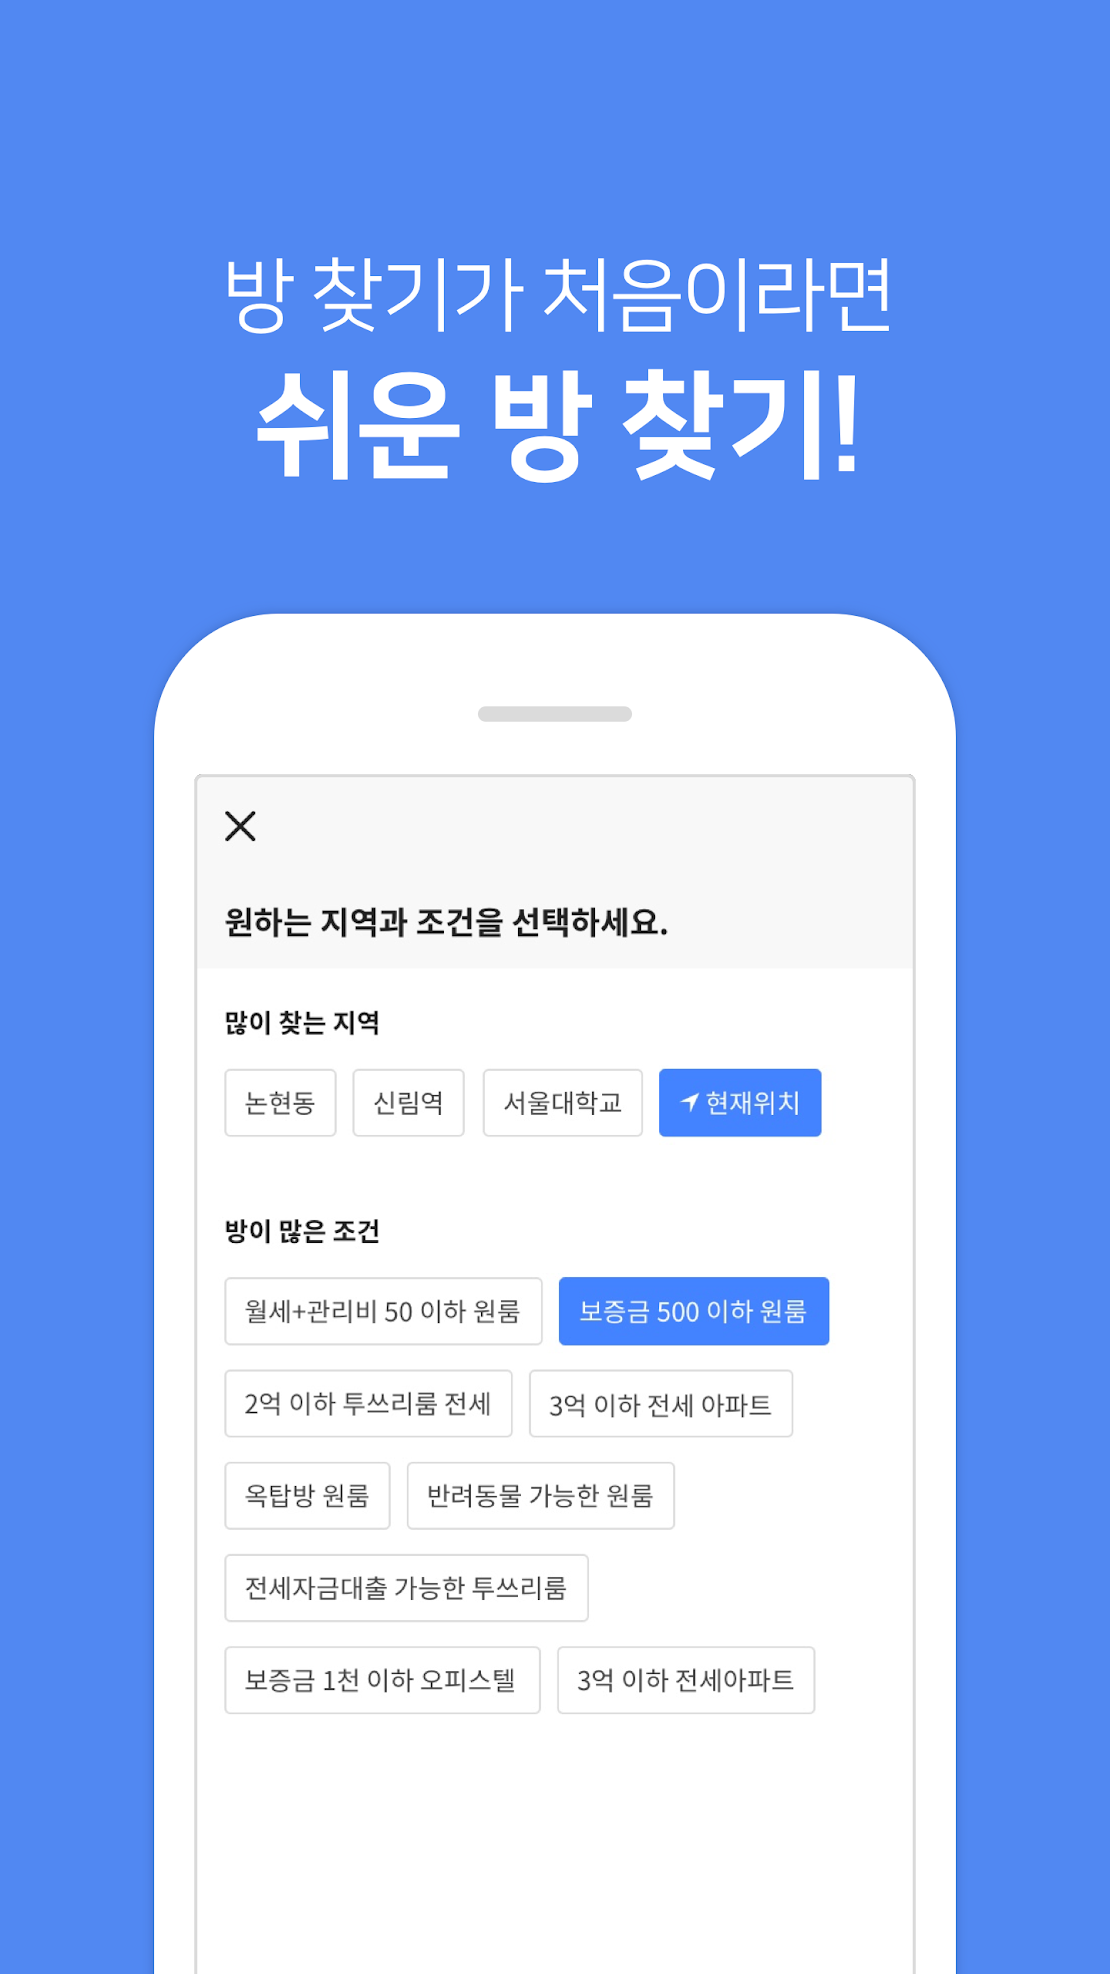 방 찾기가 처음이라면
쉬운 방 찾기!
원하는 지역과 조건을 선택하세요.
많이 찾는 지역
논현동 신림역 서울대학교 현재위치
방이 많은 조건
월세+관리비 50 이하 원룸 보증금 500 이하 원룸
2억 이하 투쓰리룸 전세 3억 이하 전세 아파트
옥탑방 원룸 반려동물 가능한 원룸
전세자금대출 가능한 투쓰리룸
보증금 1천 이하 오피스텔 3억 이하 전세아파트